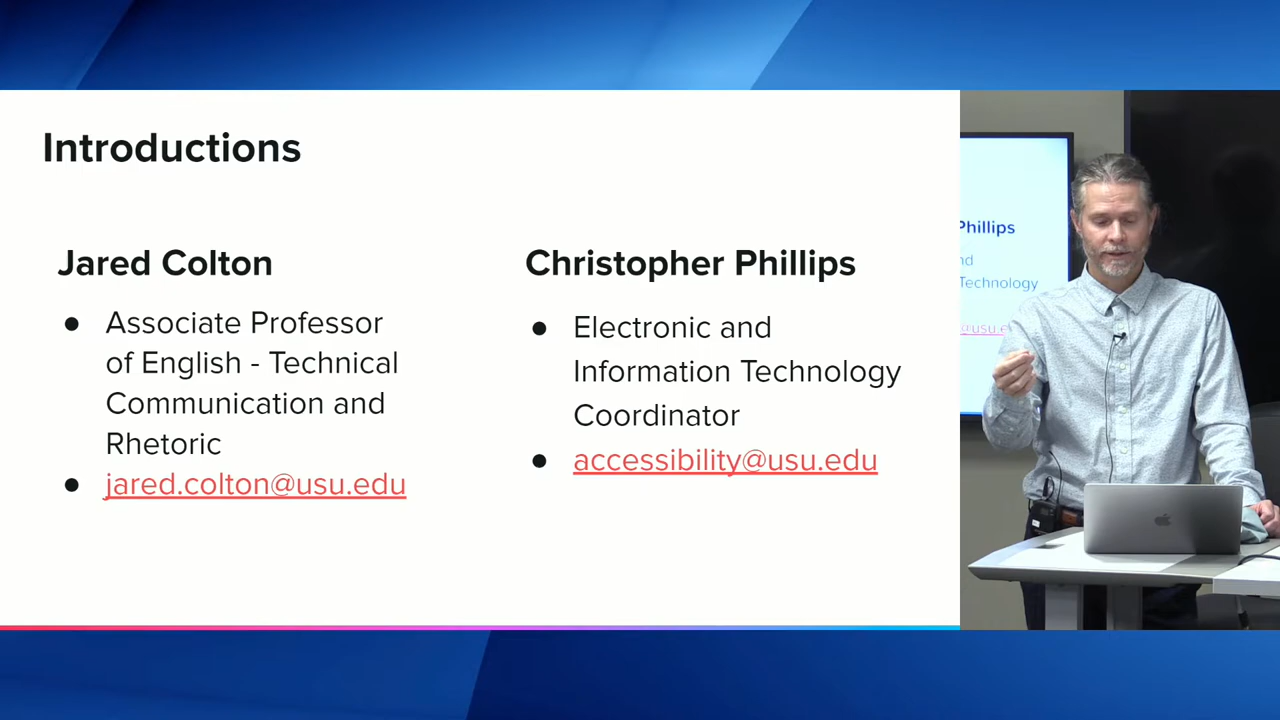 Introductions
Jared Colton
● Associate Professor
of English - Technical
Communication and
Rhetoric
● jared.colton@usu.edu
Christopher Phillips
● Electronic and
Information Technology
Coordinator
● accessibility@usu.edu
Phillips
nd
Technology
@usu.e